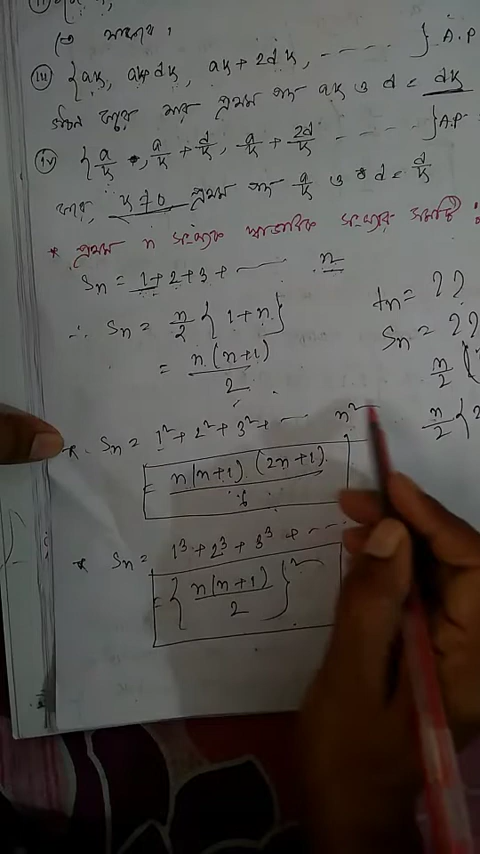 (iii) {ak, ak+dk, ak+2dk, ----- } A.P
প্রথম পদ ak ও d = dk
(iv) {a/k, a/k + d/k, a/k + 2d/k ----- } A.P
k ≠ 0 প্রথম পদ a/k ও d = d/k
* প্রথম n সংখ্যক স্বাভাবিক সংখ্যার সমষ্টি :
Sn = 1+2+3+ ---- n
∴ Sn = n/2 {1+n}
= n(n+1)/2
tn = ??
Sn = ??
n/2 (
n/2 {2
* Sn = 1²+2²+3²+ --- n²
= n(n+1)(2n+1)/6
* Sn = 1³+2³+3³+ ---
= {n(n+1)/2}²